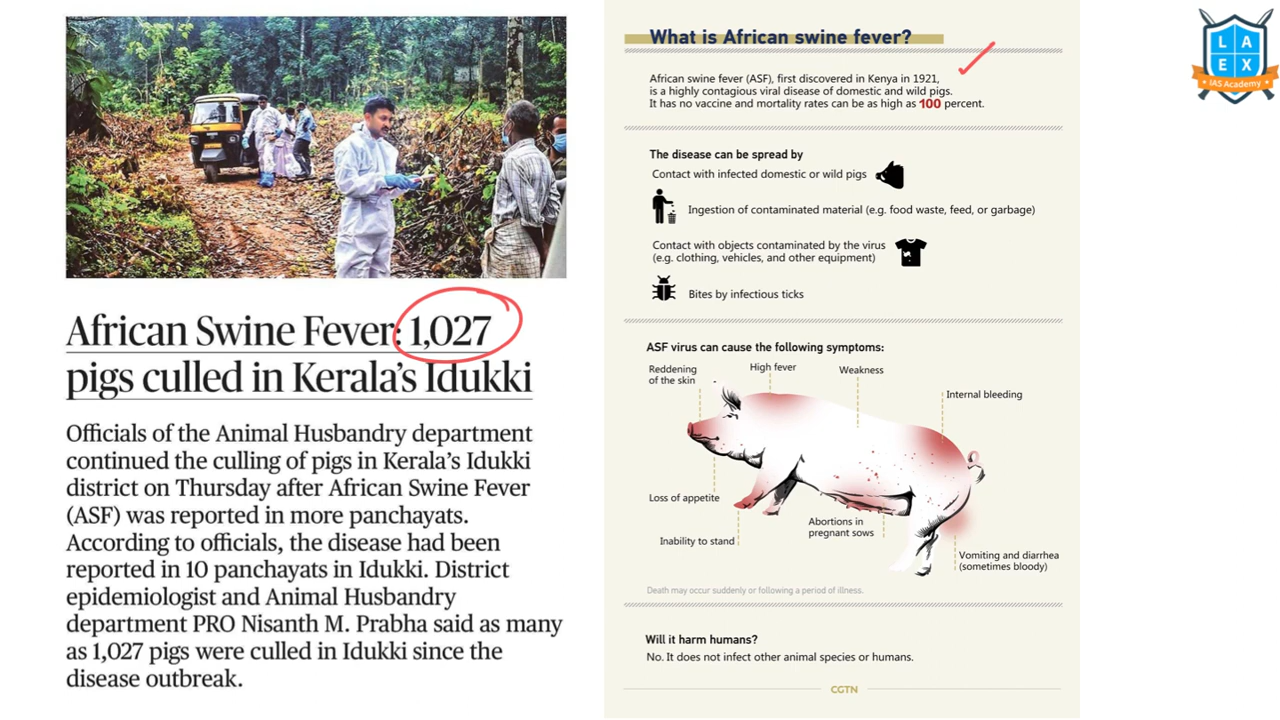 African Swine Fever: 1,027
pigs culled in Kerala's Idukki
Officials of the Animal Husbandry department
continued the culling of pigs in Kerala's Idukki
district on Thursday after African Swine Fever
(ASF) was reported in more panchayats.
According to officials, the disease had been
reported in 10 panchayats in Idukki. District
epidemiologist and Animal Husbandry
department PRO Nisanth M. Prabha said as many
as 1,027 pigs were culled in Idukki since the
disease outbreak.
What is African swine fever?
African swine fever (ASF), first discovered in Kenya in 1921,
is a highly contagious viral disease of domestic and wild pigs.
It has no vaccine and mortality rates can be as high as 100 percent.
The disease can be spread by
Contact with infected domestic or wild pigs
Ingestion of contaminated material (e.g. food waste, feed, or garbage)
Contact with objects contaminated by the virus
(e.g. clothing, vehicles, and other equipment)
Bites by infectious ticks
ASF virus can cause the following symptoms:
Reddening
of the skin
High fever
Weakness
Internal bleeding
Loss of appetite
Inability to stand
Abortions in
pregnant sows
Vomiting and diarrhea
(sometimes bloody)
Death may occur suddenly or following a period of illness.
Will it harm humans?
No. It does not infect other animal species or humans.
CGTN
L A
E X
IAS Academy